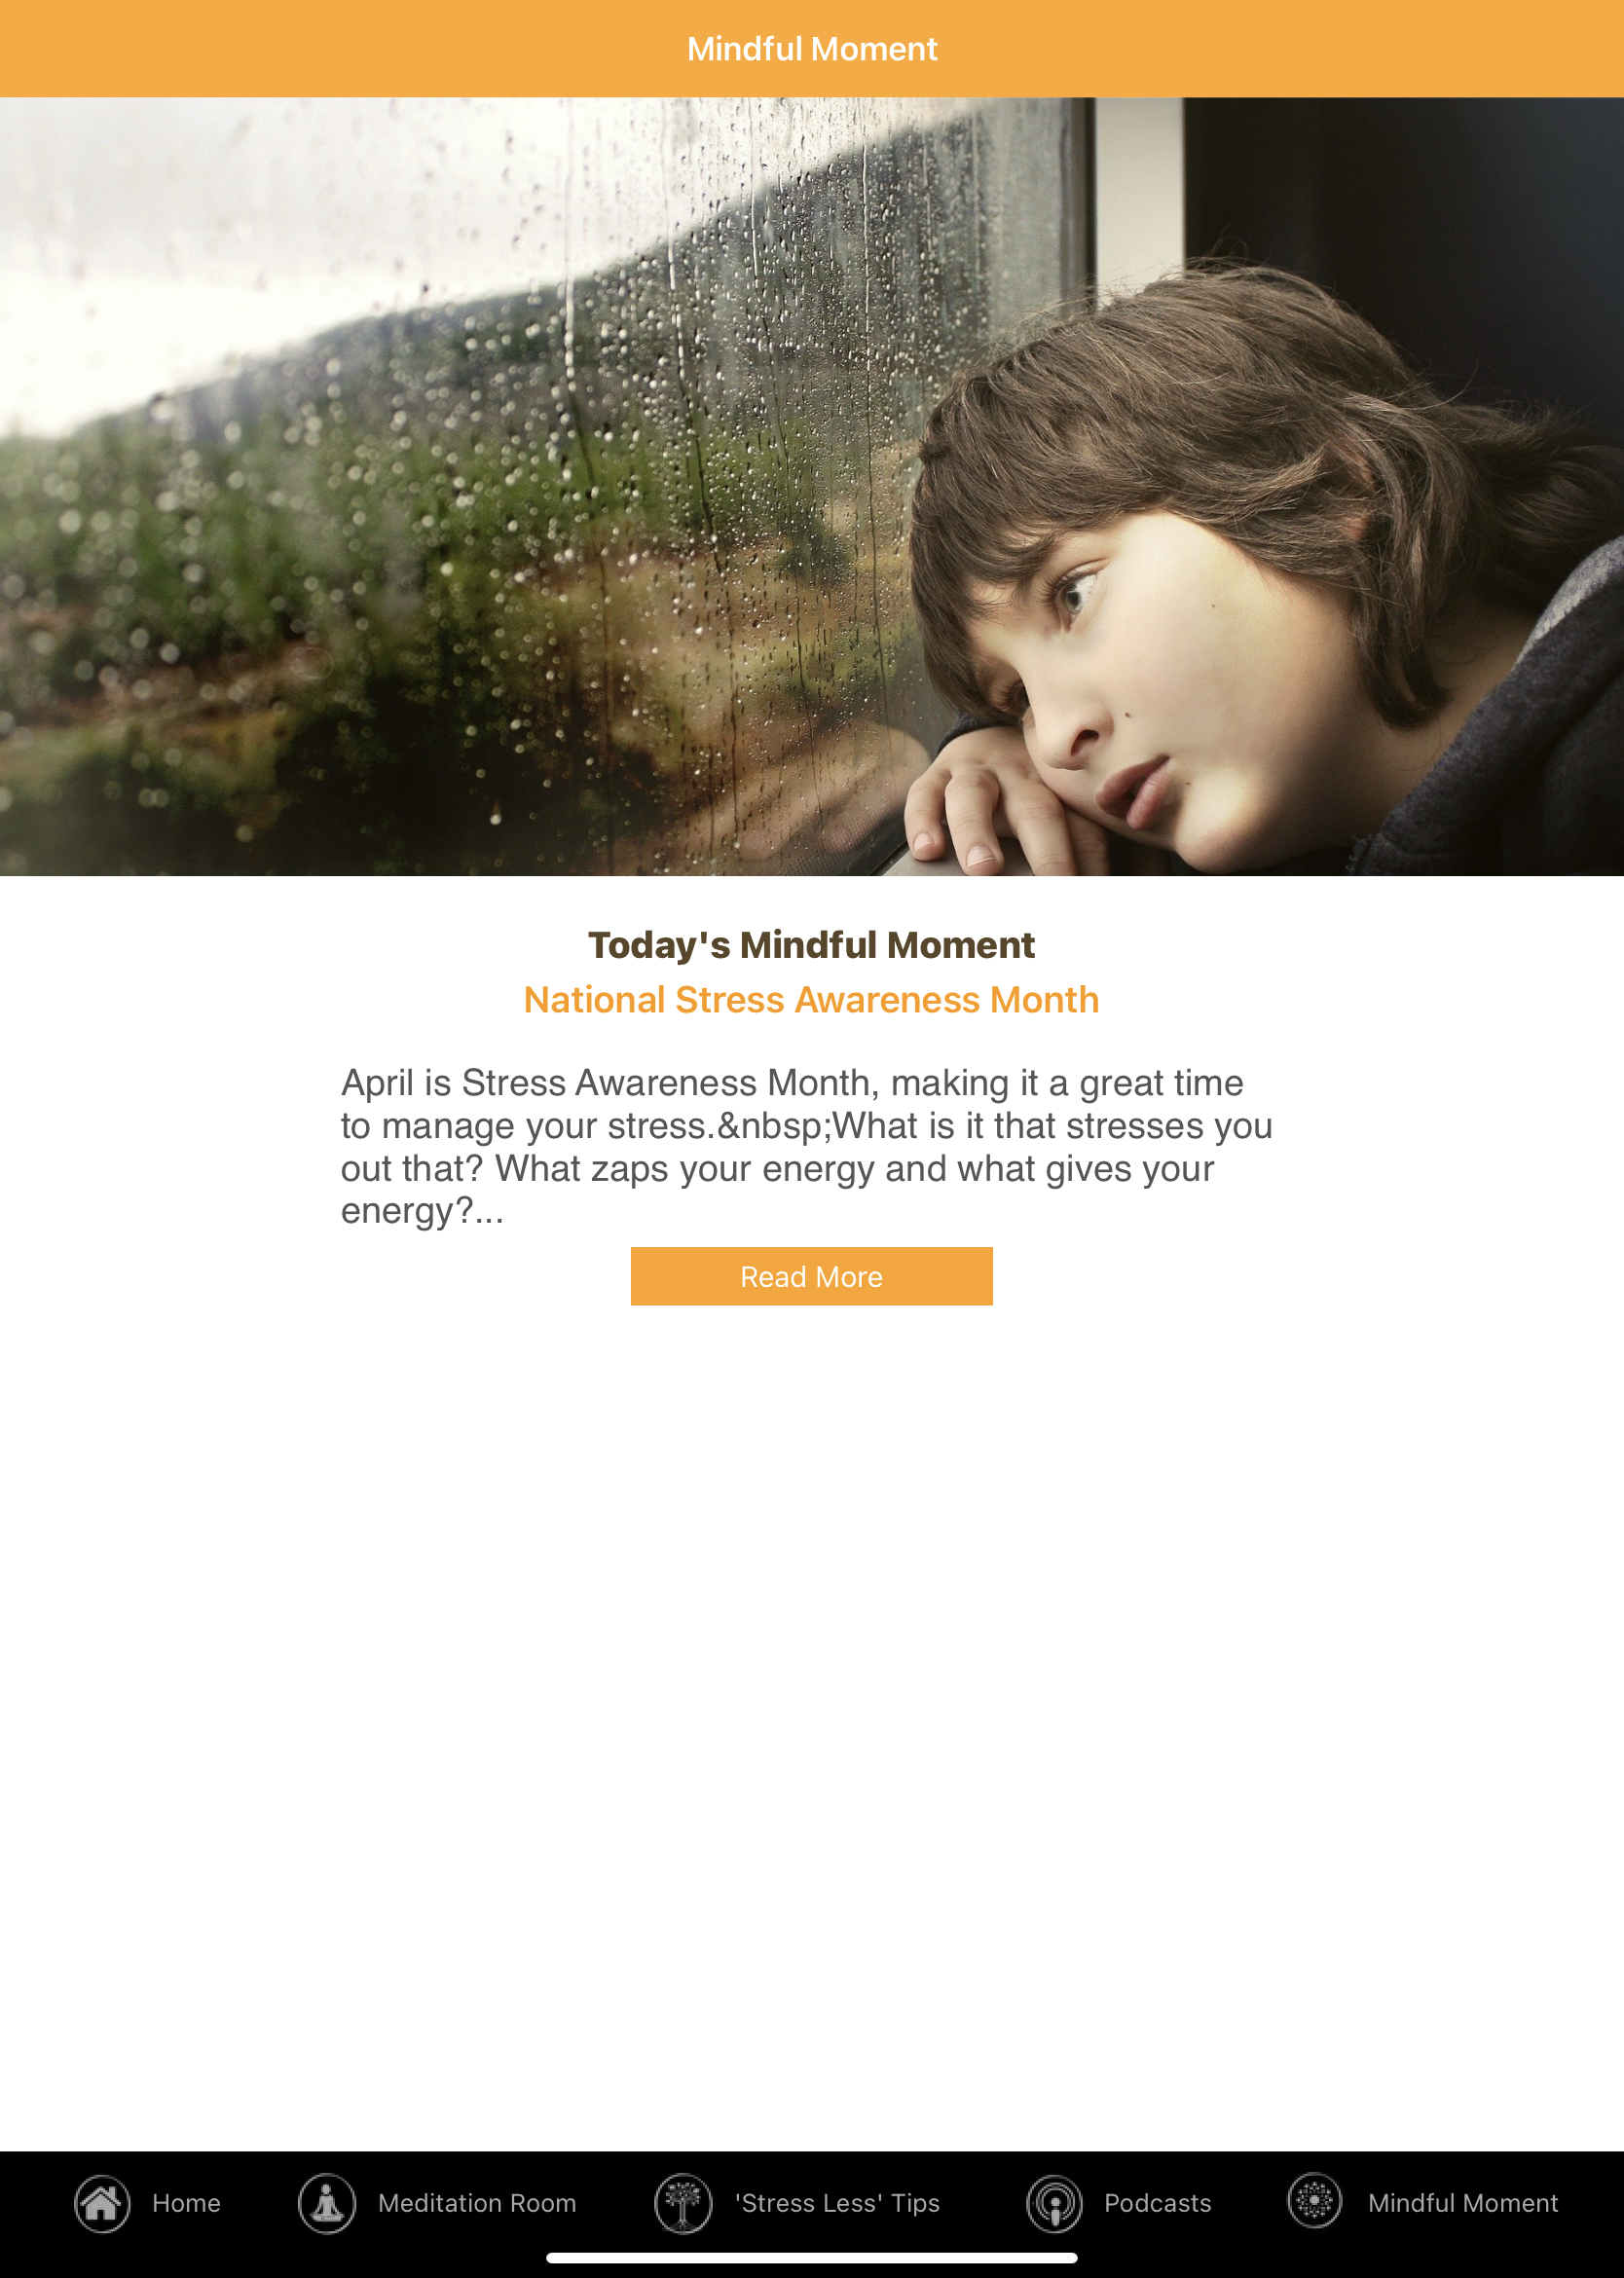 Mindful Moment
Today's Mindful Moment
National Stress Awareness Month
April is Stress Awareness Month, making it a great time
to manage your stress.&nbsp;What is it that stresses you
out that? What zaps your energy and what gives your
energy?...
Read More
Home
Meditation Room
'Stress Less' Tips
Podcasts
Mindful Moment